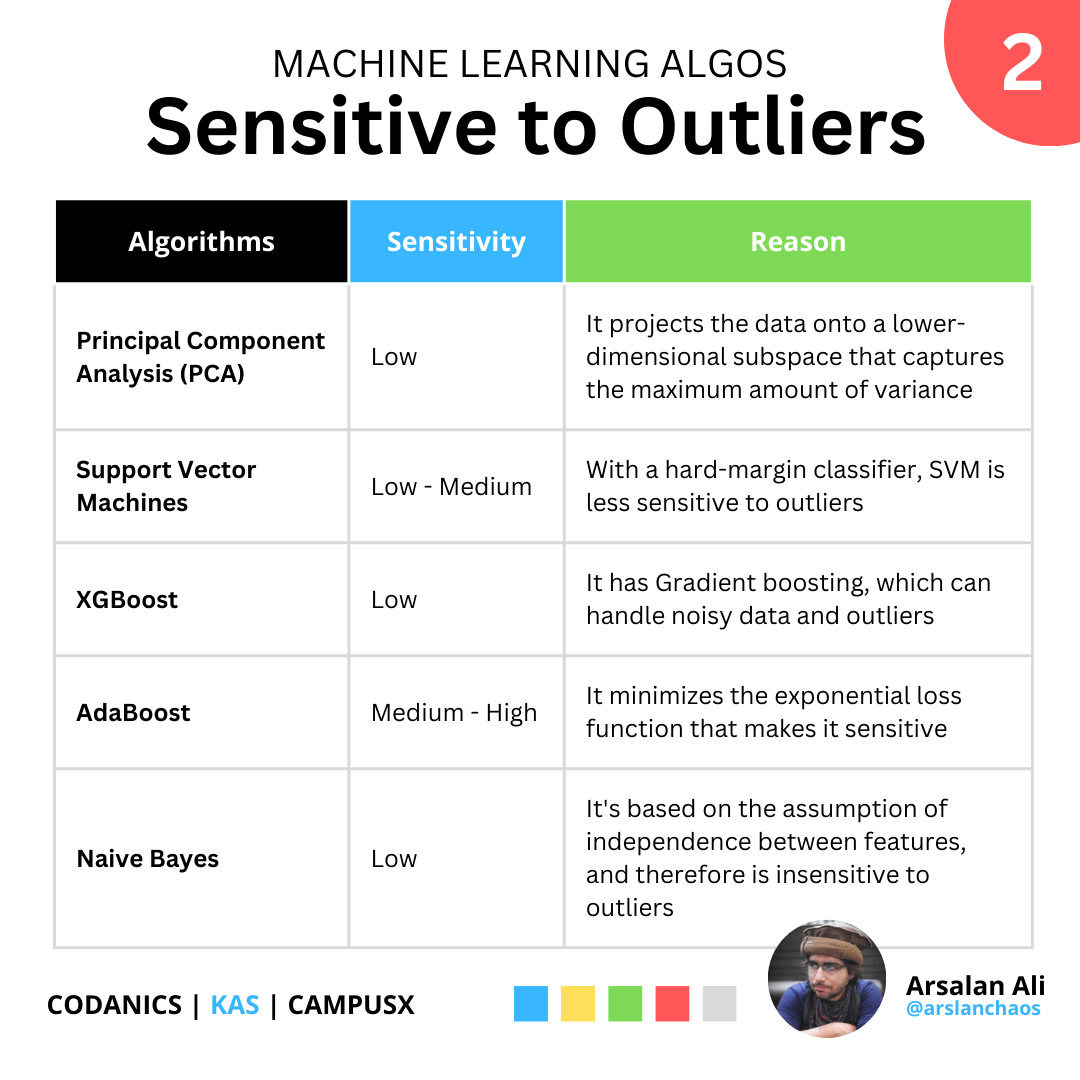 2
MACHINE LEARNING ALGOS
Sensitive to Outliers
Algorithms
Sensitivity
Reason
Principal Component
Analysis (PCA)
Low
It projects the data onto a lower-
dimensional subspace that captures
the maximum amount of variance
Support Vector
Machines
Low - Medium
With a hard-margin classifier, SVM is
less sensitive to outliers
XGBoost
Low
It has Gradient boosting, which can
handle noisy data and outliers
AdaBoost
Medium - High
It minimizes the exponential loss
function that makes it sensitive
Naive Bayes
Low
It's based on the assumption of
independence between features,
and therefore is insensitive to
outliers
CODANICS | KAS | CAMPUSX
Arsalan Ali
@arslanchaos